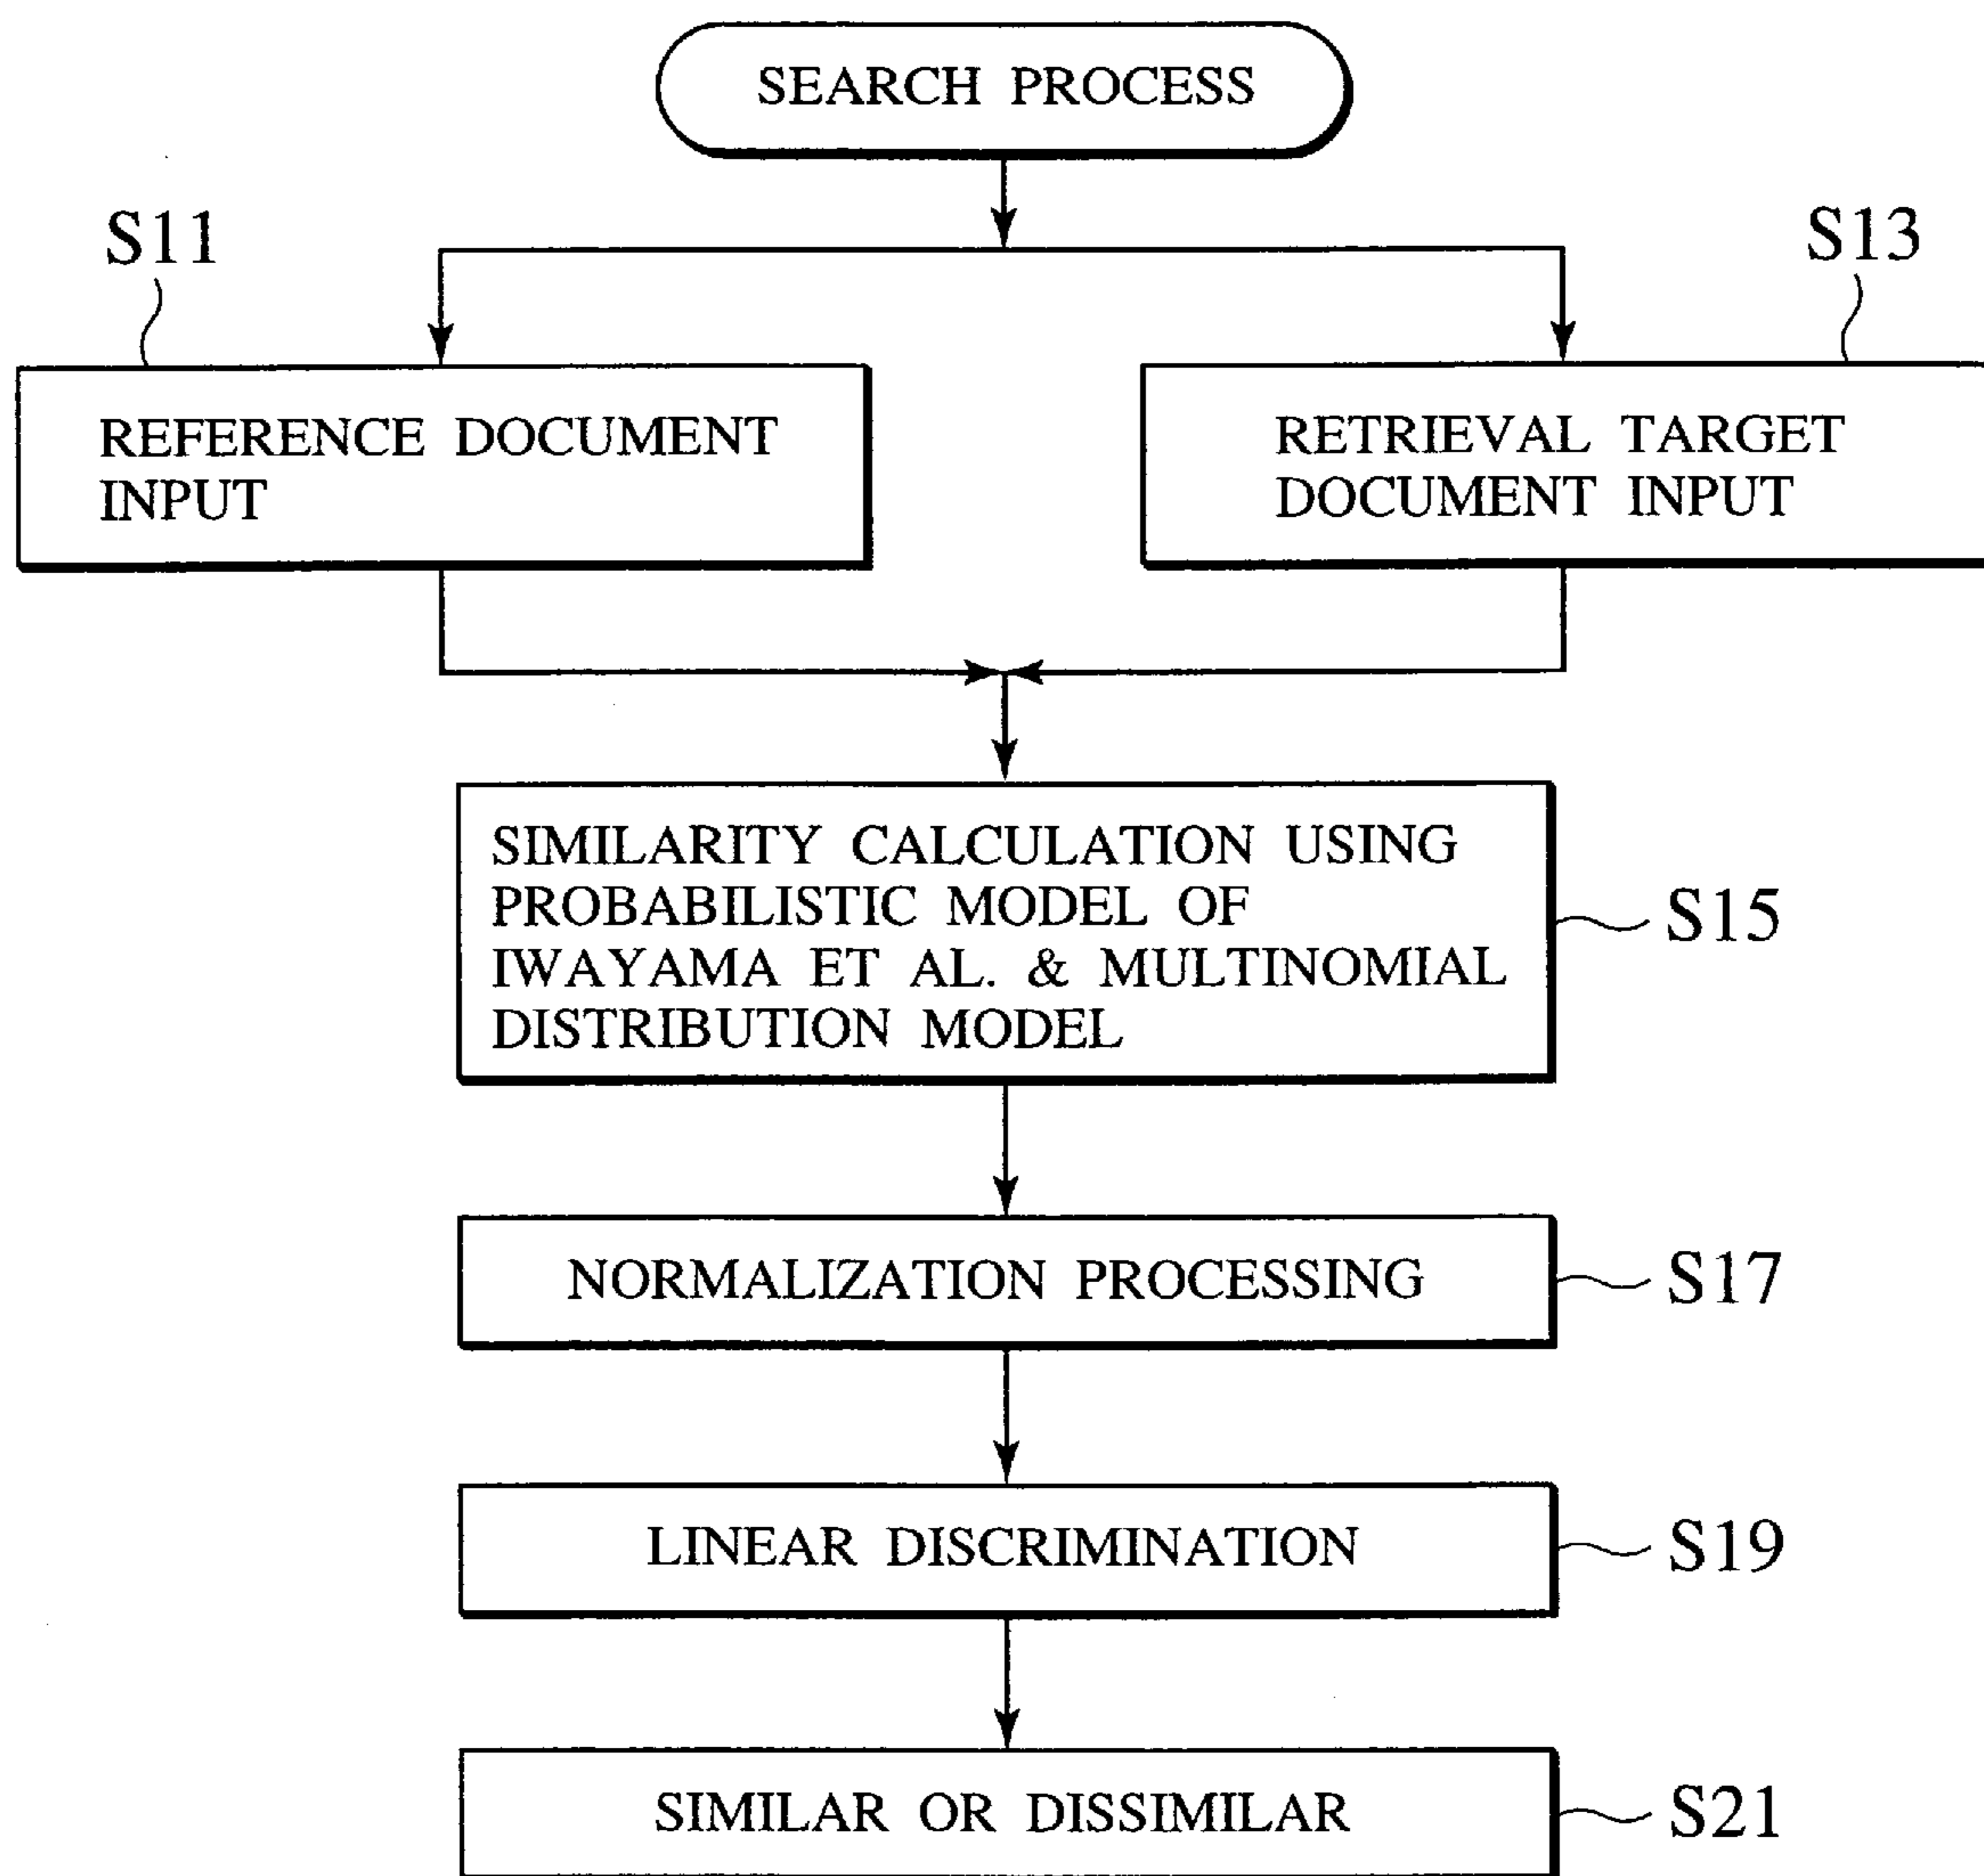 SEARCH PROCESS
S11
S13
REFERENCE DOCUMENT
INPUT
RETRIEVAL TARGET
DOCUMENT INPUT
SIMILARITY CALCULATION USING
PROBABILISTIC MODEL OF
IWAYAMA ET AL. & MULTINOMIAL
DISTRIBUTION MODEL
S15
NORMALIZATION PROCESSING
S17
LINEAR DISCRIMINATION
S19
SIMILAR OR DISSIMILAR
S21